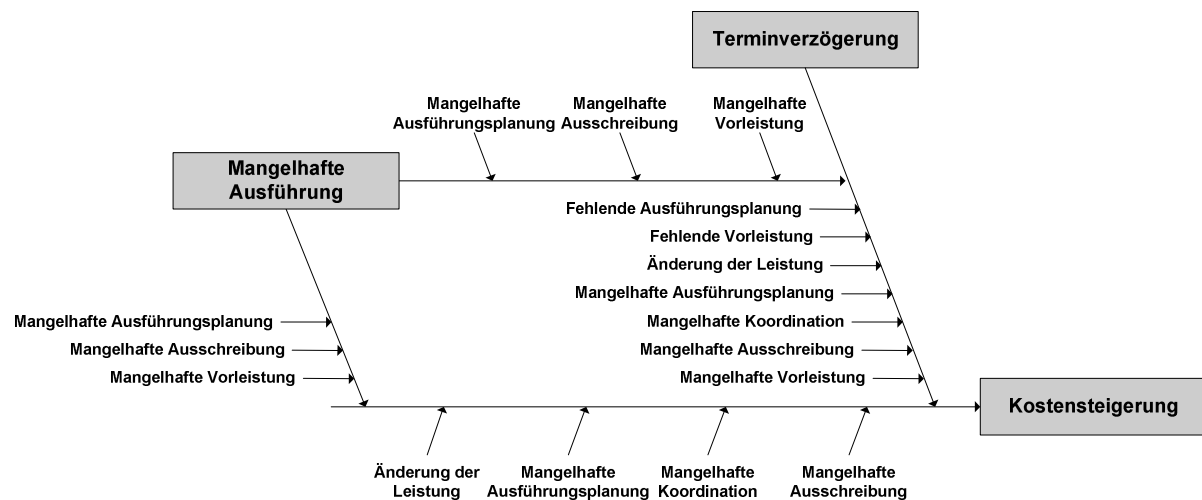 Terminverzögerung
Mangelhafte
Ausführungsplanung
Mangelhafte
Ausschreibung
Mangelhafte
Vorleistung
Mangelhafte
Ausführung
Fehlende Ausführungsplanung
Fehlende Vorleistung
Änderung der Leistung
Mangelhafte Ausführungsplanung
Mangelhafte Koordination
Mangelhafte Ausschreibung
Mangelhafte Vorleistung
Mangelhafte Ausführungsplanung
Mangelhafte Ausschreibung
Mangelhafte Vorleistung
Kostensteigerung
Änderung der
Leistung
Mangelhafte
Ausführungsplanung
Mangelhafte
Koordination
Mangelhafte
Ausschreibung